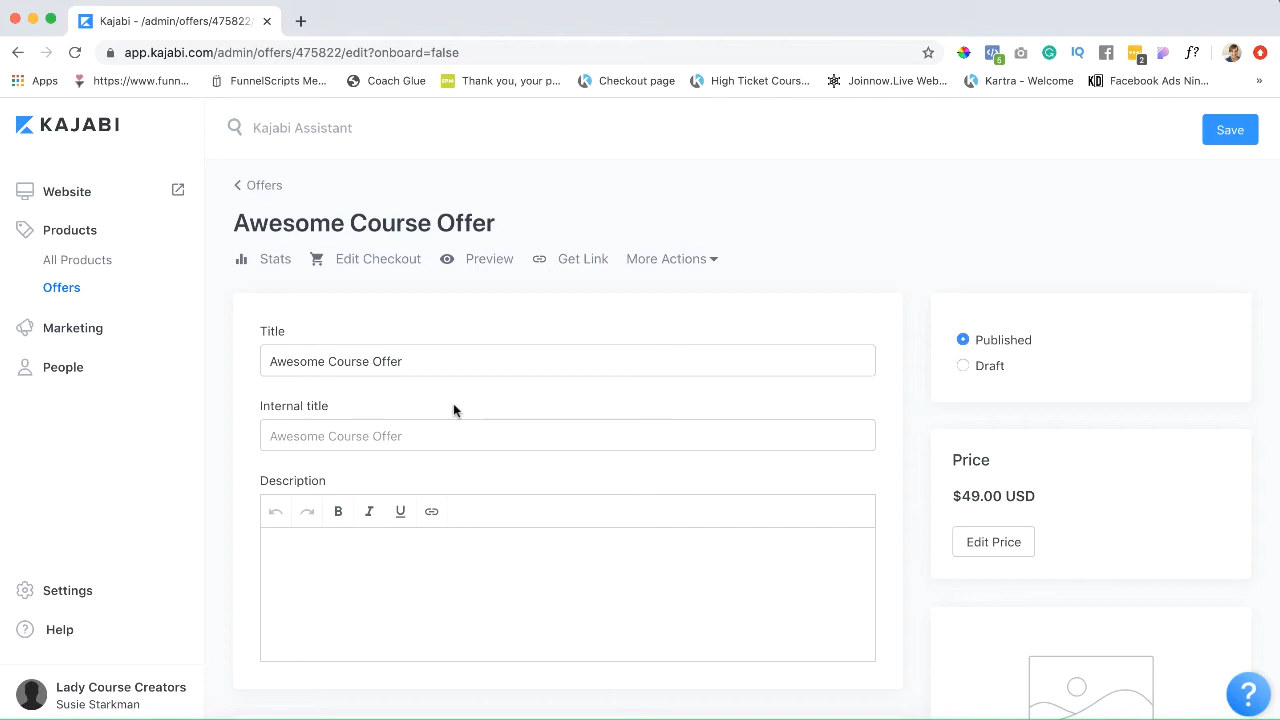 Kajabi - /admin/offers/475822/
app.kajabi.com/admin/offers/475822/edit?onboard=false
6
2
f?
Apps
https://www.funn...
FunnelScripts Me...
Coach Glue
Thank you, your p...
Checkout page
High Ticket Cours...
Joinnow.Live Web...
Kartra - Welcome
Facebook Ads Nin...
»
KAJABI
Kajabi Assistant
Save
Website
Products
All Products
Offers
Marketing
People
Settings
Help
Lady Course Creators
Susie Starkman
Offers
Awesome Course Offer
Stats
Edit Checkout
Preview
Get Link
More Actions
Title
Awesome Course Offer
Internal title
Awesome Course Offer
Description
B I U
Published
Draft
Price
$49.00 USD
Edit Price
?